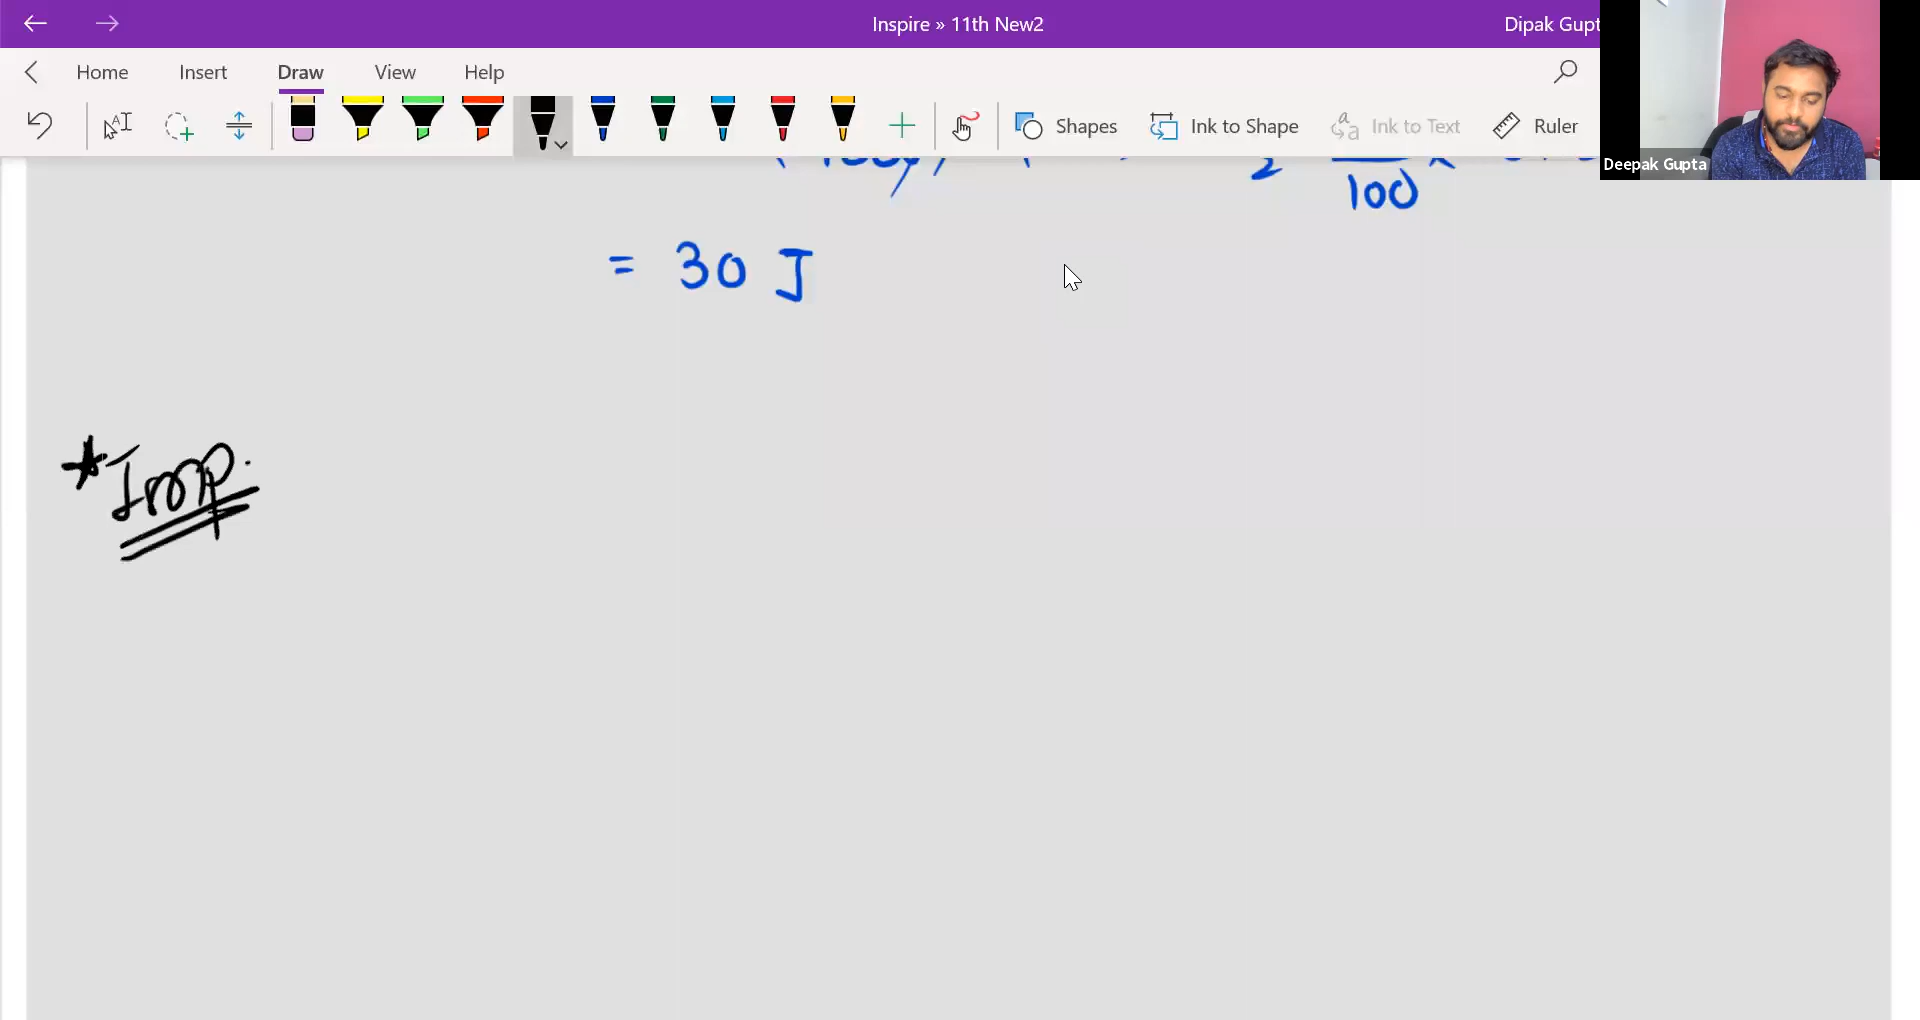 Inspire » 11th New2
Dipak Gupt
Home Insert Draw View Help
Shapes Ink to Shape Ink to Text Ruler
Deepak Gupta
2
100
= 30 J
*Imp.